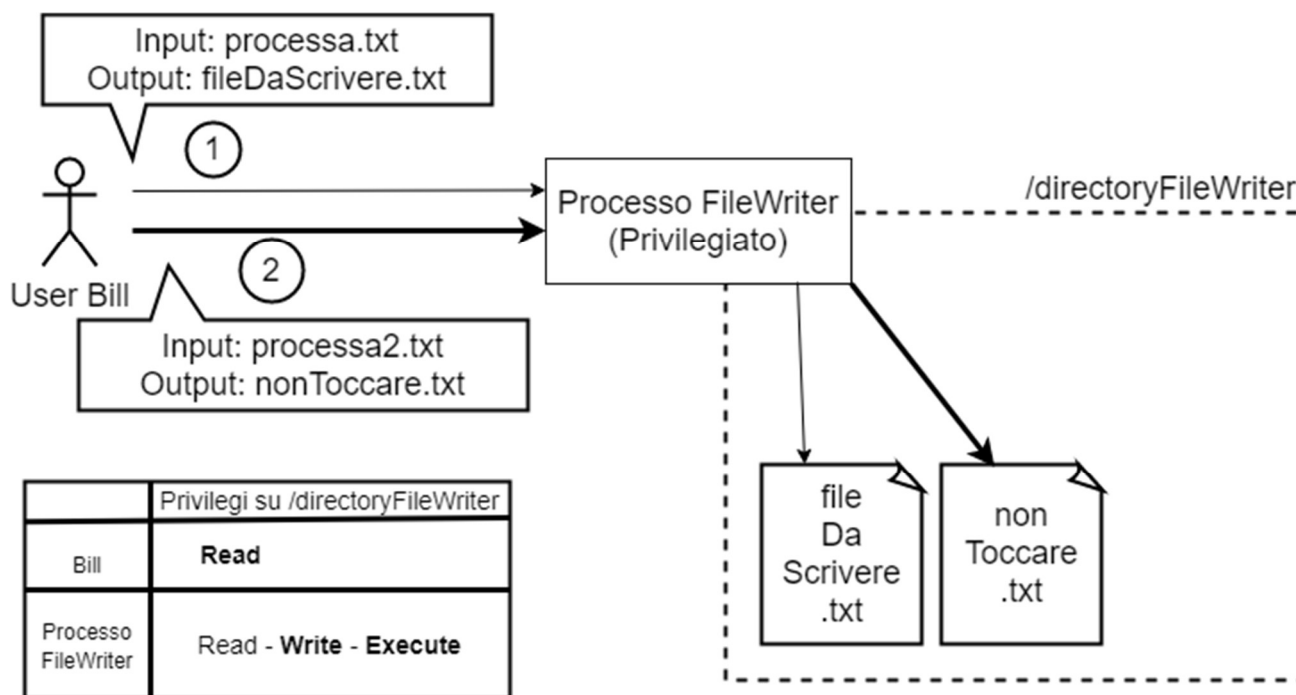 Input: processa.txt
Output: fileDaScrivere.txt
1
User Bill
2
Input: processa2.txt
Output: nonToccare.txt
Processo FileWriter
(Privilegiato)
/directoryFileWriter
file
Da
Scrivere
.txt
non
Toccare
.txt
Privilegi su /directoryFileWriter
Bill
Read
Processo
FileWriter
Read - Write - Execute